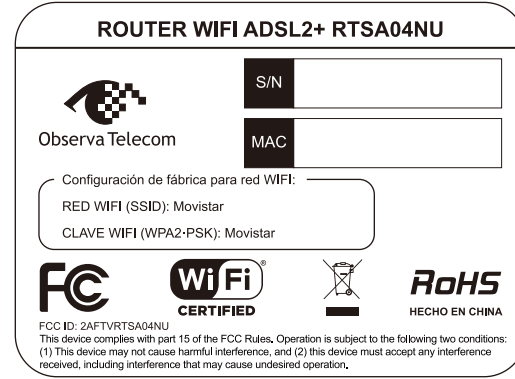 ROUTER WIFI ADSL2+ RTSA04NU
S/N
Observa Telecom
MAC
Configuración de fábrica para red WIFI:
RED WIFI (SSID): Movistar
CLAVE WIFI (WPA2-PSK): Movistar
FC
Wi Fi®
CERTIFIED
RoHS
HECHO EN CHINA
FCC ID: 2AFTVRTSA04NU
This device complies with part 15 of the FCC Rules. Operation is subject to the following two conditions:
(1) This device may not cause harmful interference, and (2) this device must accept any interference
received, including interference that may cause undesired operation.